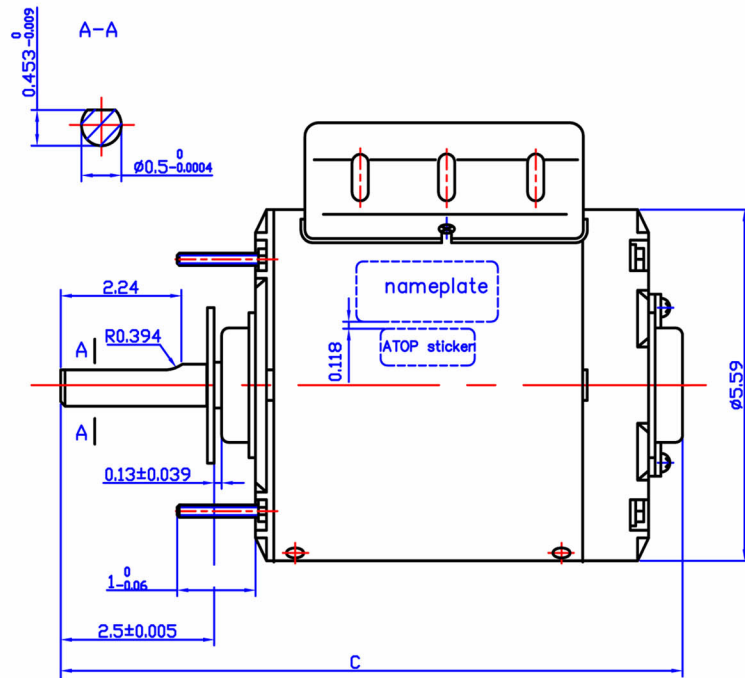 A-A
0.453 0 -0.009
Ø0.5 0 -0.0004
2.24
R0.394
A
A
nameplate
ATOP sticker
0.118
Ø5.59
0.13±0.039
1 0 -0.06
2.5±0.005
C